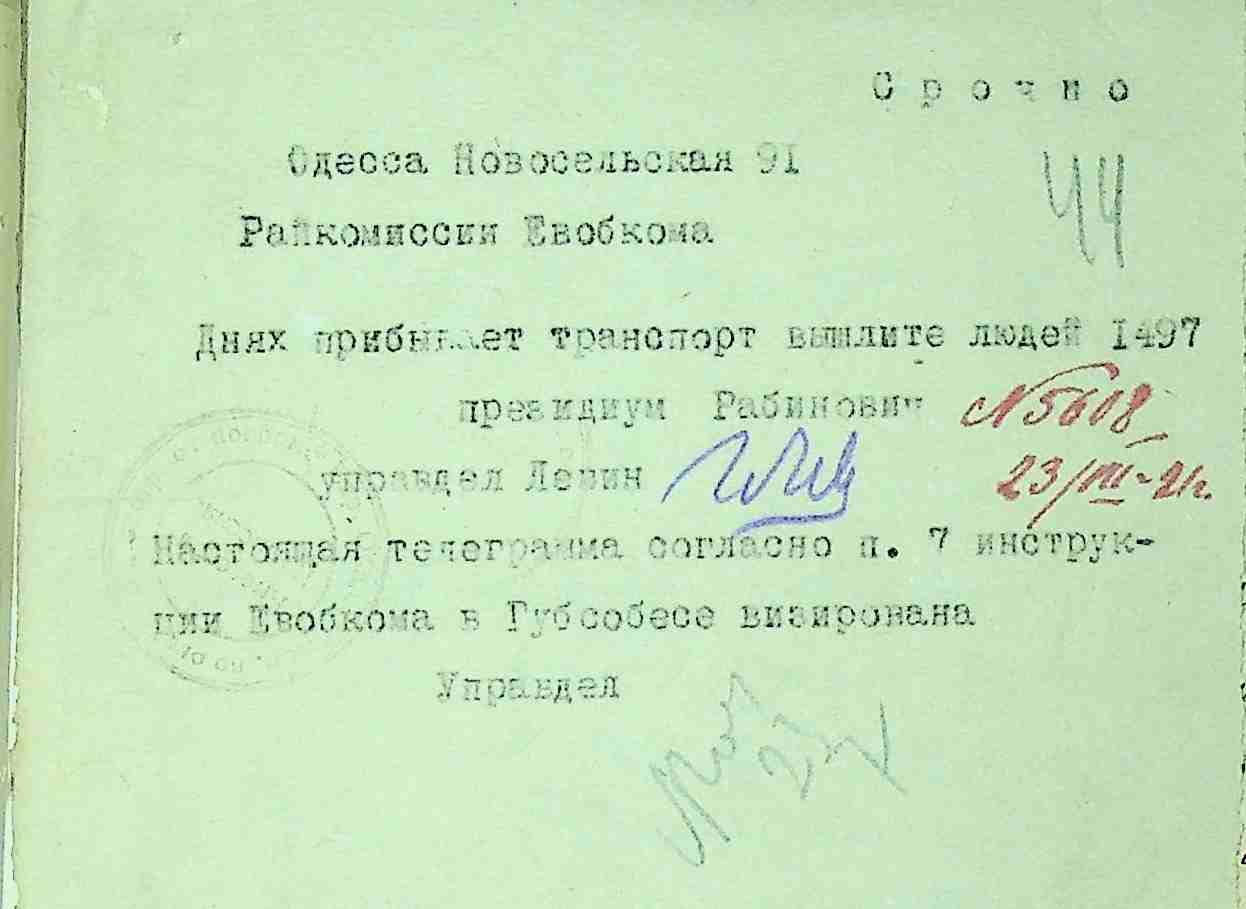 Срочно
44
Одесса Новосельская 91
Райкомиссии Евобкома
Днях прибывает транспорт вышлите людей 1497
президиум Рабинович
N 5618
управдел Левин
23/III-21г.
Настоящая телеграмма согласно п. 7 инструк-
ции Евобкома в Губсобесе визирована
Управдел